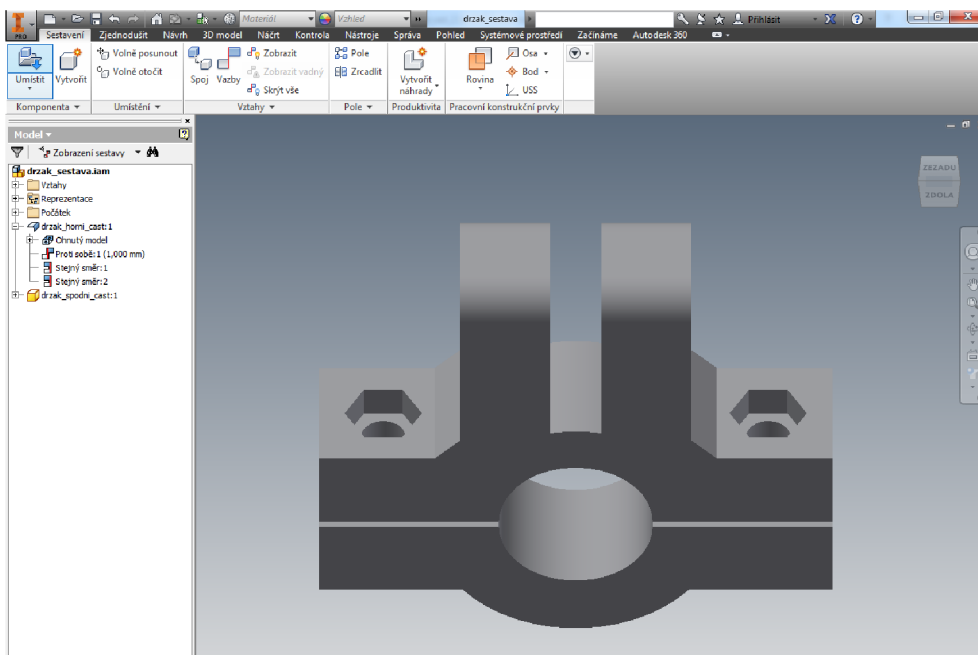 PRO
Materiál
Vzhled
drzak_sestava
Přihlásit
Sestavení Zjednodušit Návrh 3D model Náčrt Kontrola Nástroje Správa Pohled Systémové prostředí Začínáme Autodesk 360
Umístit
Vytvořit
Volně posunout
Volně otočit
Spoj
Vazby
Zobrazit
Zobrazit vadný
Skrýt vše
Pole
Zrcadlit
Vytvořit
náhrady
Rovina
Osa
Bod
USS
Komponenta
Umístění
Vztahy
Pole
Produktivita
Pracovní konstrukční prvky
Model
Zobrazení sestavy
drzak_sestava.iam
Vztahy
Reprezentace
Počátek
drzak_horni_cast:1
Ohnutý model
Proti sobě:1 (1,000 mm)
Stejný směr:1
Stejný směr:2
drzak_spodni_cast:1
ZEZADU
ZDOLA